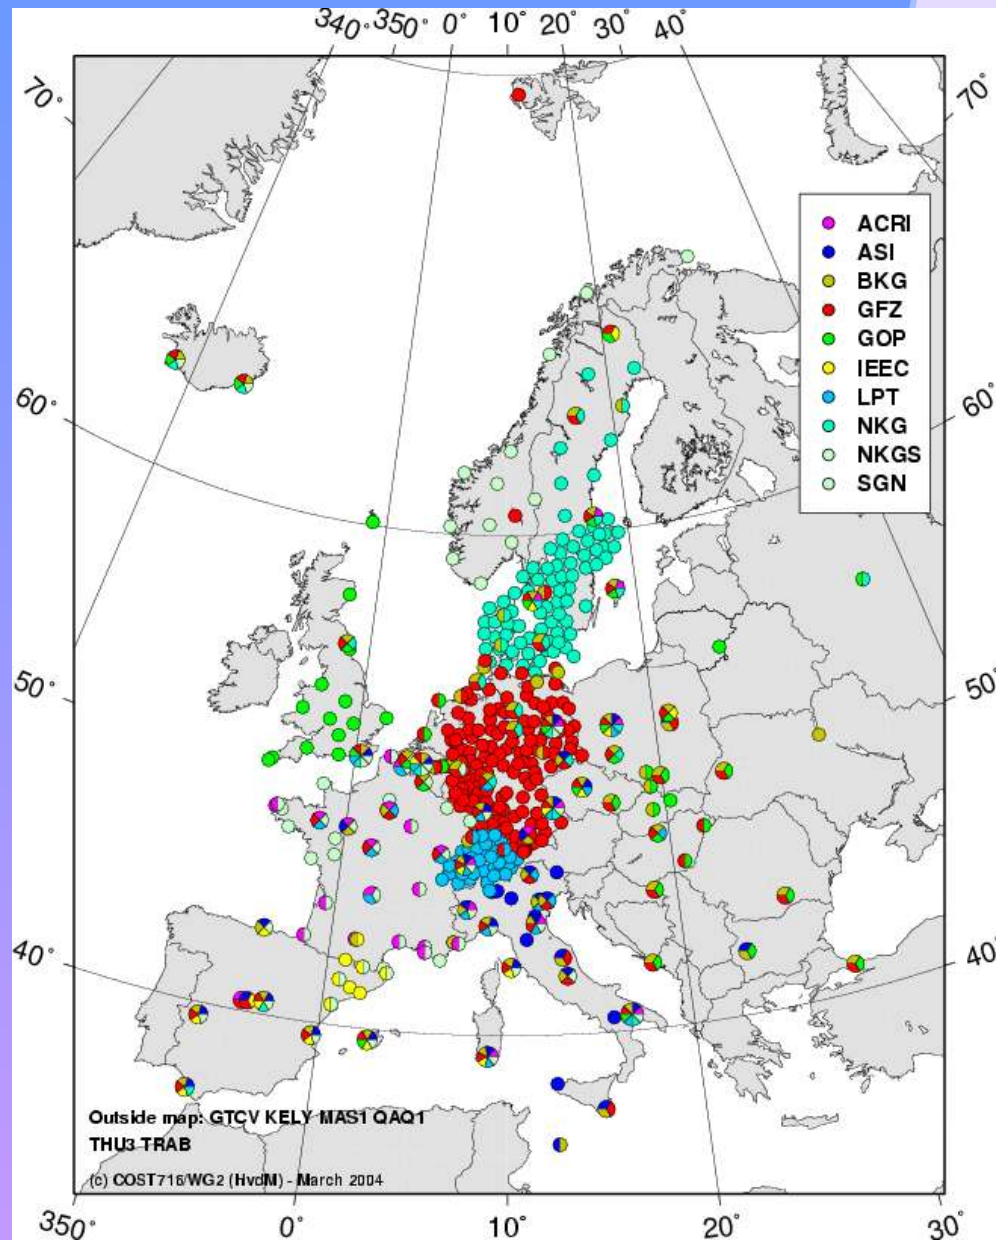 340° 350° 0° 10° 20° 30° 40°
70° 70°
ACRI
ASI
BKG
GFZ
GOP
IEEC
LPT
NKG
NKGS
SGN
60° 60°
50° 50°
40° 40°
Outside map: GTCV KELY MAS1 QAQ1
THU3 TRAB
(c) COST716/WG2 (HvdM) - March 2004
350° 0° 10° 20° 30°